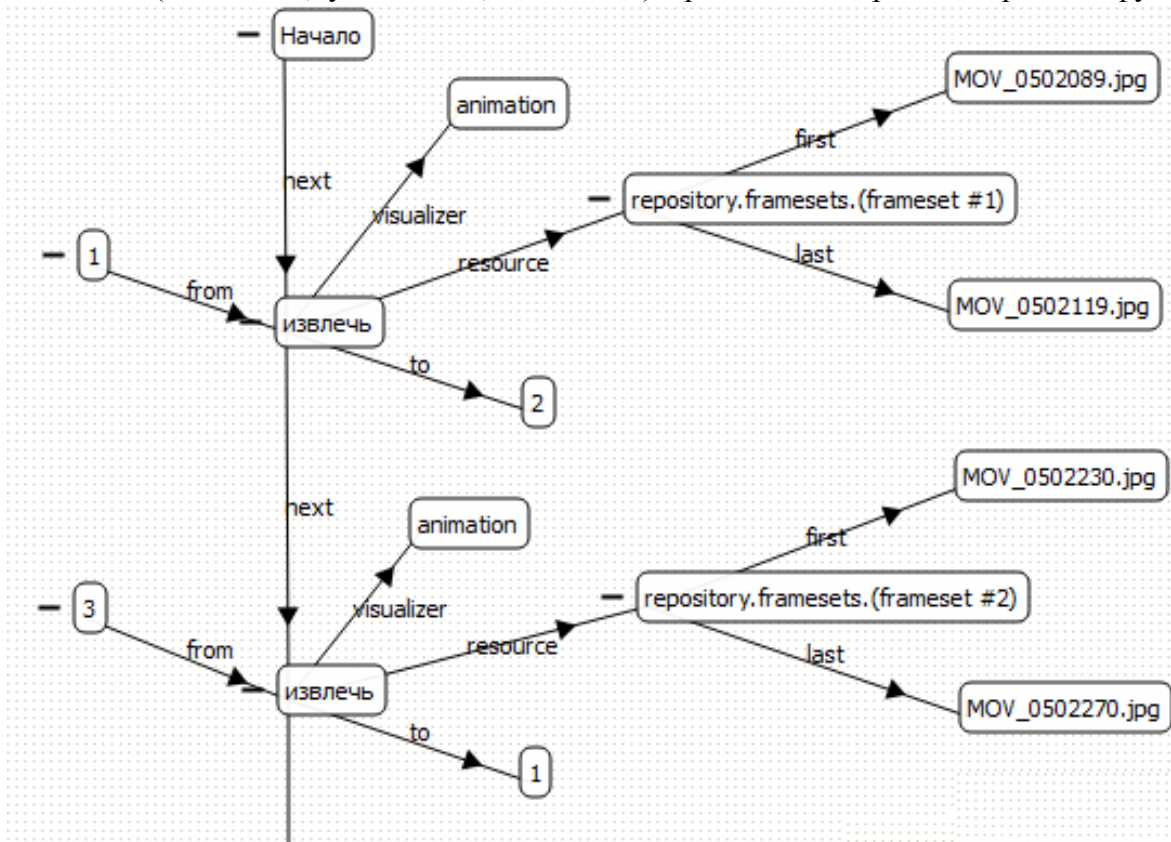 Начало
MOV_0502089.jpg
animation
first
next
repository.framesets.(frameset #1)
visualizer
1
last
resource
from
MOV_0502119.jpg
извлечь
to
2
MOV_0502230.jpg
next
animation
first
3
repository.framesets.(frameset #2)
visualizer
from
resource
last
извлечь
MOV_0502270.jpg
to
1